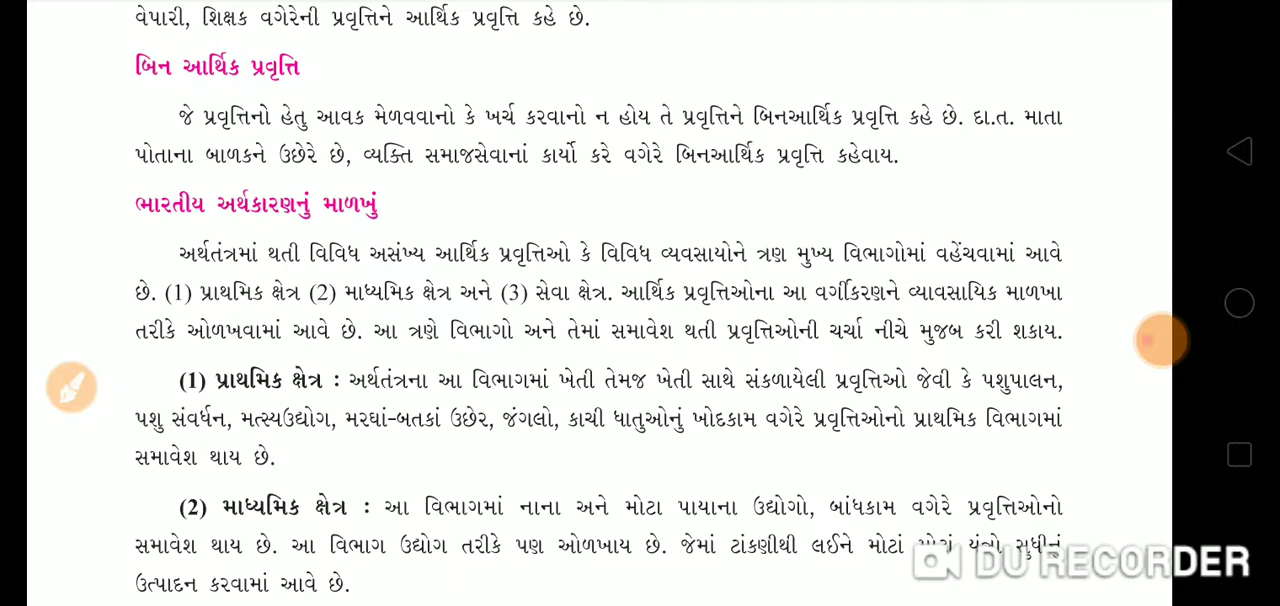 વેપારી, શિક્ષક વગેરેની પ્રવૃત્તિને આર્થિક પ્રવૃત્તિ કહે છે.
બિન આર્થિક પ્રવૃત્તિ
જે પ્રવૃત્તિનો હેતુ આવક મેળવવાનો કે ખર્ચ કરવાનો ન હોય તે પ્રવૃત્તિને બિનઆર્થિક પ્રવૃત્તિ કહે છે. દા.ત. માતા
પોતાના બાળકને ઉછેરે છે, વ્યક્તિ સમાજસેવાનાં કાર્યો કરે વગેરે બિનઆર્થિક પ્રવૃત્તિ કહેવાય.
ભારતીય અર્થકારણનું માળખું
અર્થતંત્રમાં થતી વિવિધ અસંખ્ય આર્થિક પ્રવૃત્તિઓ કે વિવિધ વ્યવસાયોને ત્રણ મુખ્ય વિભાગોમાં વહેંચવામાં આવે
છે. (1) પ્રાથમિક ક્ષેત્ર (2) માધ્યમિક ક્ષેત્ર અને (3) સેવા ક્ષેત્ર. આર્થિક પ્રવૃત્તિઓના આ વર્ગીકરણને વ્યાવસાયિક માળખા
તરીકે ઓળખવામાં આવે છે. આ ત્રણે વિભાગો અને તેમાં સમાવેશ થતી પ્રવૃત્તિઓની ચર્ચા નીચે મુજબ કરી શકાય.
(1) પ્રાથમિક ક્ષેત્ર : અર્થતંત્રના આ વિભાગમાં ખેતી તેમજ ખેતી સાથે સંકળાયેલી પ્રવૃત્તિઓ જેવી કે પશુપાલન,
પશુ સંવર્ધન, મત્સ્યઉદ્યોગ, મરઘાં-બતકાં ઉછેર, જંગલો, કાચી ધાતુઓનું ખોદકામ વગેરે પ્રવૃત્તિઓનો પ્રાથમિક વિભાગમાં
સમાવેશ થાય છે.
(2) માધ્યમિક ક્ષેત્ર : આ વિભાગમાં નાના અને મોટા પાયાના ઉદ્યોગો, બાંધકામ વગેરે પ્રવૃત્તિઓનો
સમાવેશ થાય છે. આ વિભાગ ઉદ્યોગ તરીકે પણ ઓળખાય છે. જેમાં ટાંકણીથી લઈને મોટાં મોટાં યંત્રો સુધીનું
ઉત્પાદન કરવામાં આવે છે.
DU RECORDER